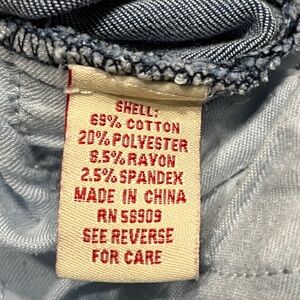 SHELL:
69% COTTON
20% POLYESTER
8.5% RAYON
2.5% SPANDEX
MADE IN CHINA
RN 58909
SEE REVERSE
FOR CARE